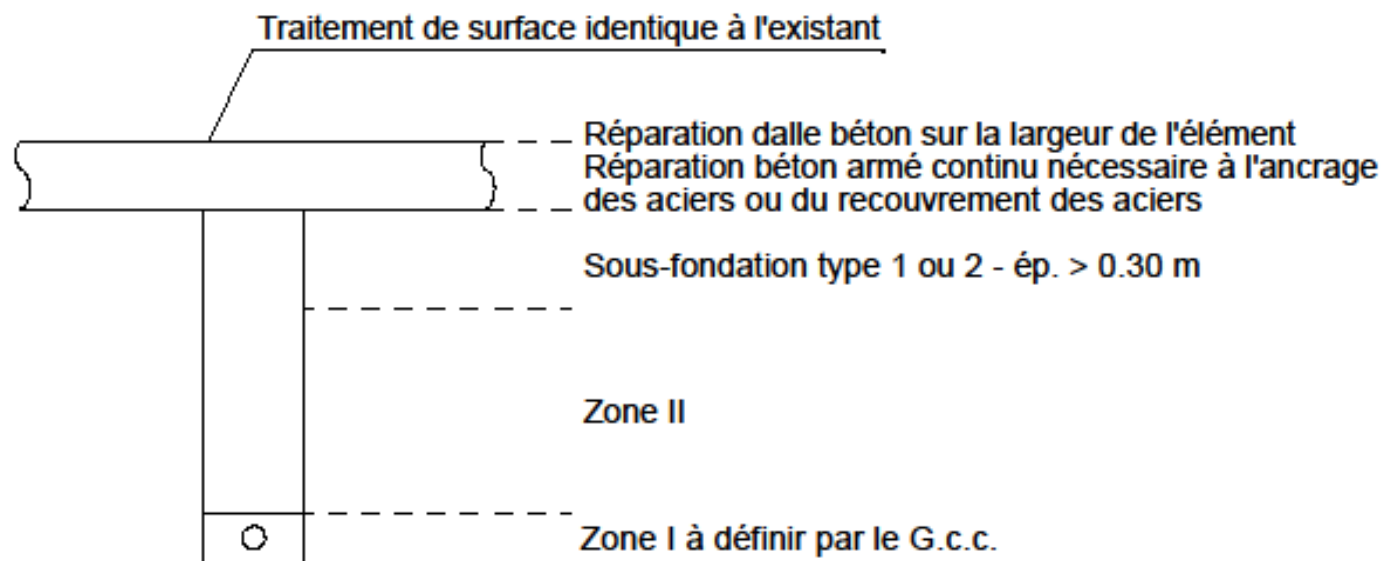 Traitement de surface identique à l'existant
Réparation dalle béton sur la largeur de l'élément
Réparation béton armé continu nécessaire à l'ancrage
des aciers ou du recouvrement des aciers
Sous-fondation type 1 ou 2 - ép. > 0.30 m
Zone II
Zone I à définir par le G.c.c.